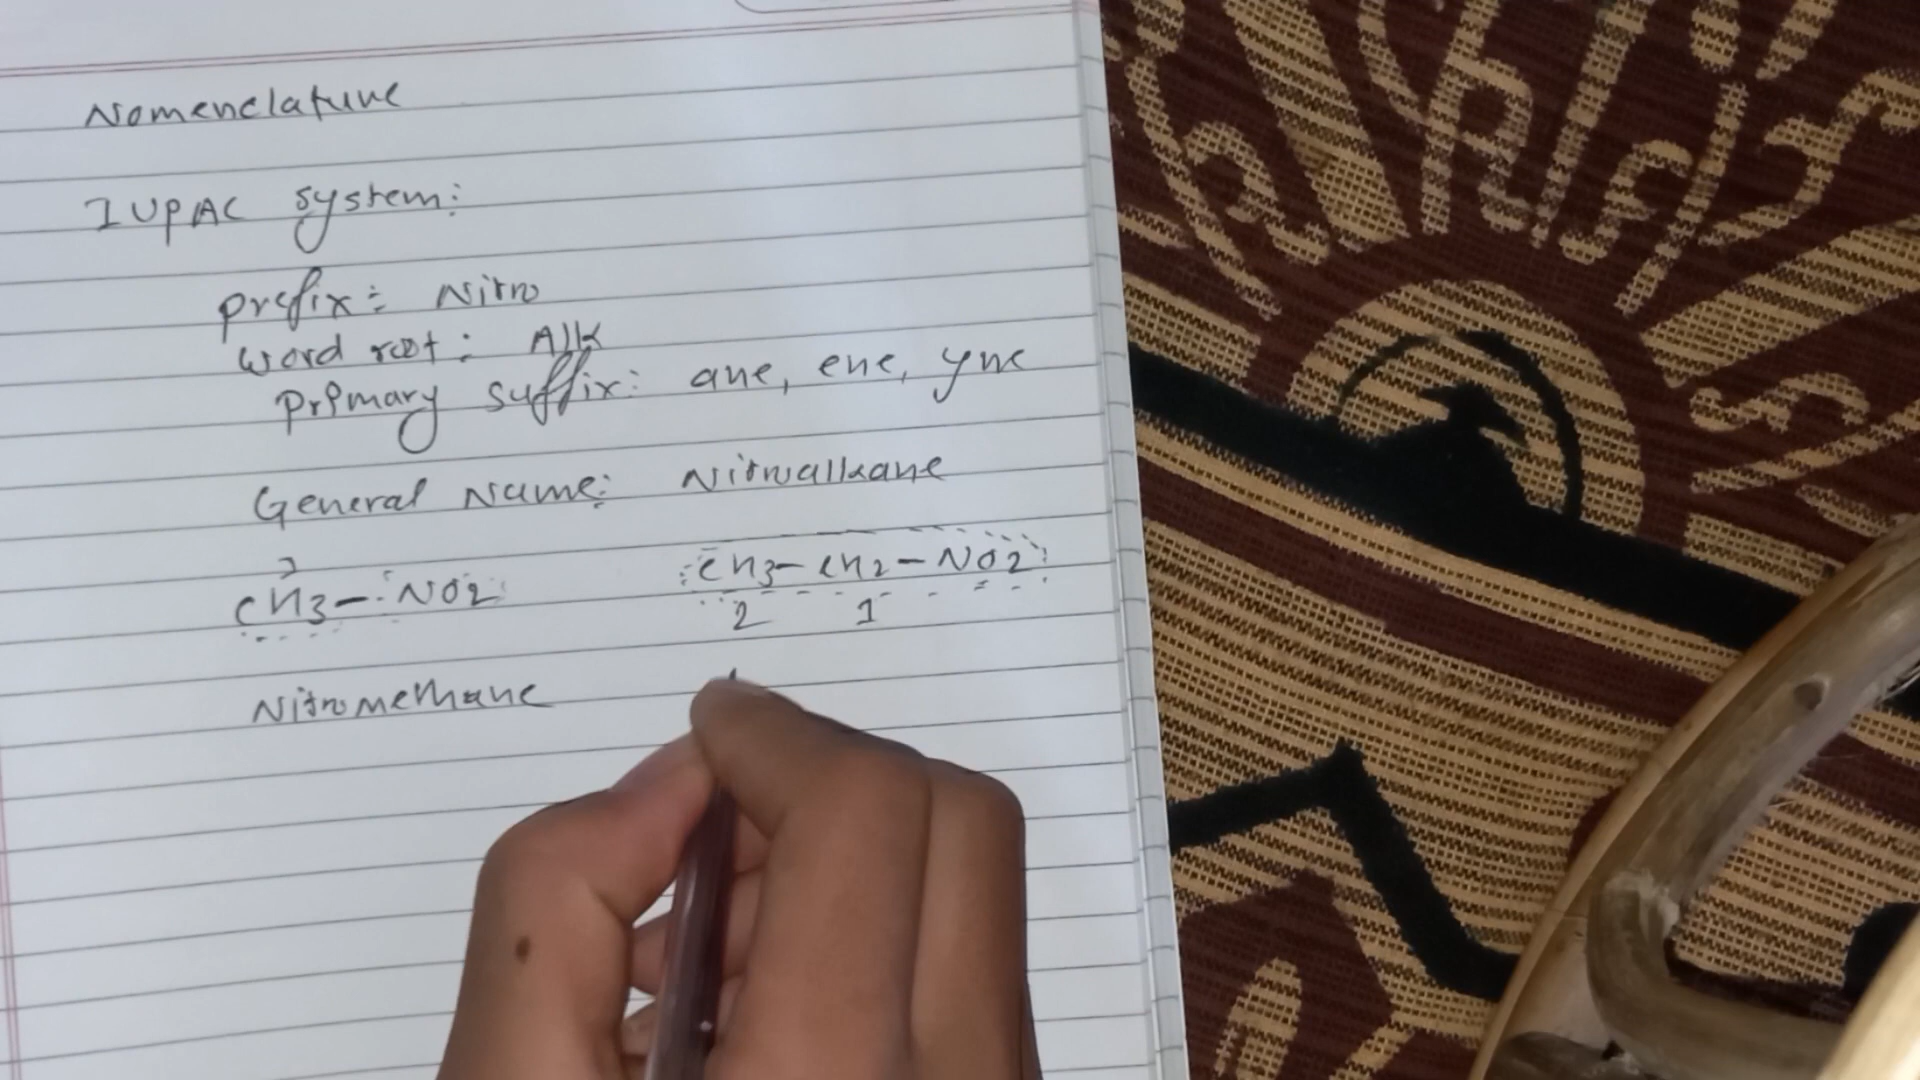 Nomenclature
IUPAC system:
prefix: Nitro
word root: Alk
Primary suffix: ane, ene, yne
General Name: Nitroalkane
CH3-NO2 CH3-CH2-NO2
2 1
Nitromethane